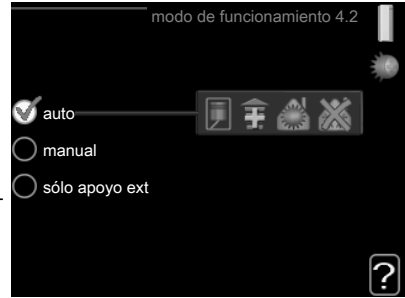 modo de funcionamiento 4.2
auto
manual
sólo apoyo ext
?